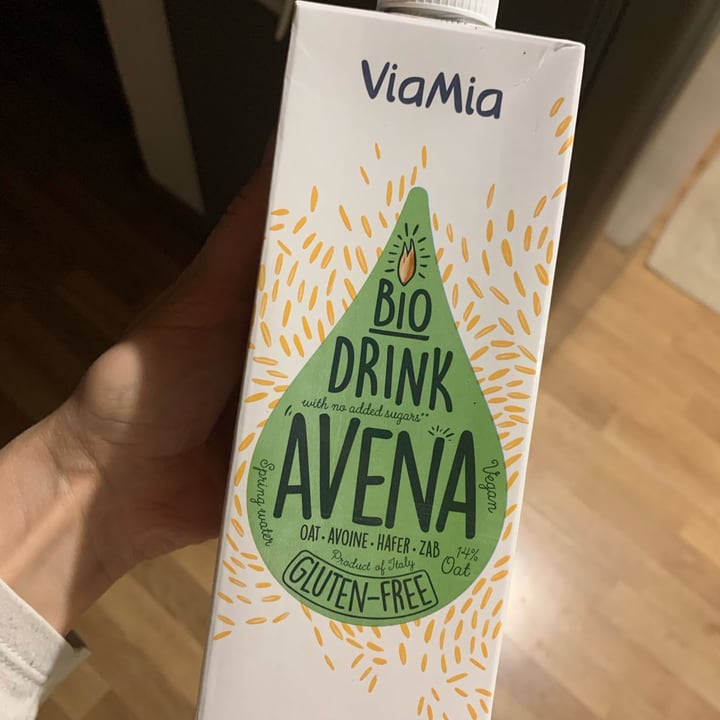 ViaMia
BIO
DRINK
with no added sugars**
"AVENA
OAT · AVOINE · HAFER · ZAB
Spring water
Vegan
14%
Oat
Product of Italy
GLUTEN-FREE